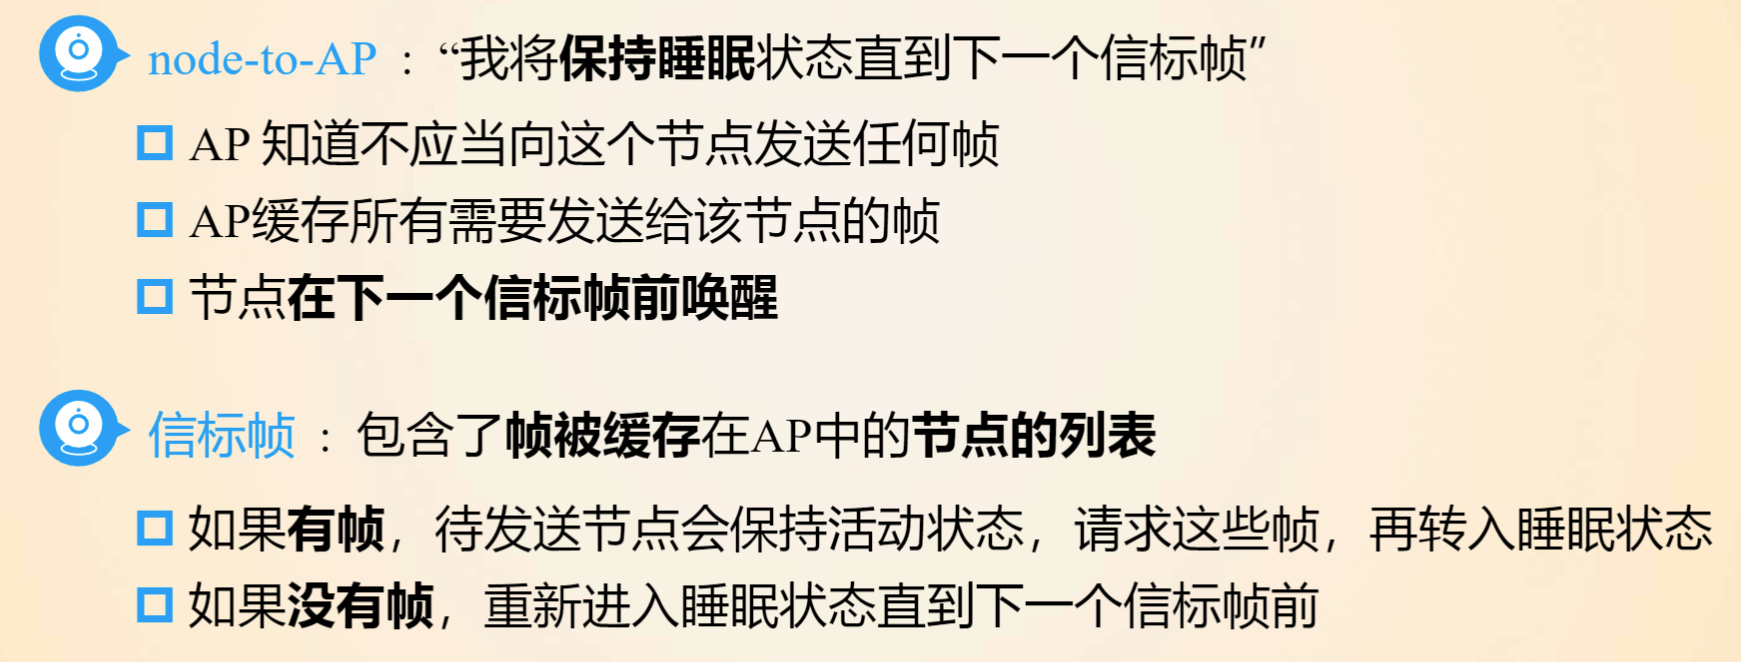 node-to-AP : “我将保持睡眠状态直到下一个信标帧”
AP 知道不应当向这个节点发送任何帧
AP缓存所有需要发送给该节点的帧
节点在下一个信标帧前唤醒
信标帧 : 包含了帧被缓存在AP中的节点的列表
如果有帧，待发送节点会保持活动状态，请求这些帧，再转入睡眠状态
如果没有帧，重新进入睡眠状态直到下一个信标帧前